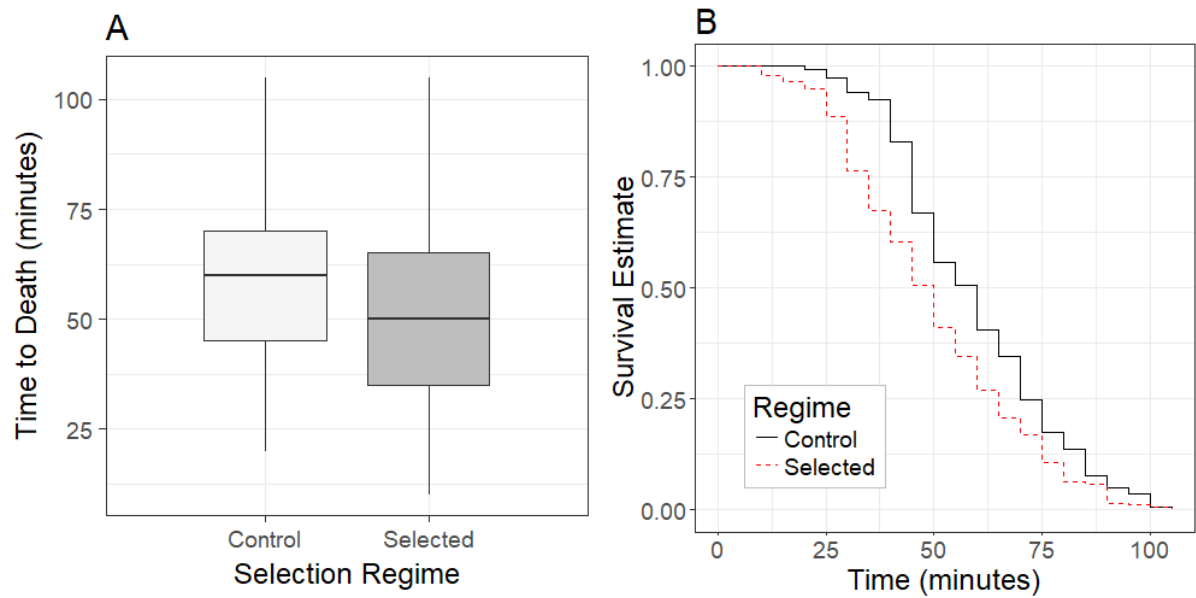 A
Time to Death (minutes)
100
75
50
25
Control Selected
Selection Regime
B
Survival Estimate
1.00
0.75
0.50
0.25
0.00
Regime
Control
Selected
0 25 50 75 100
Time (minutes)